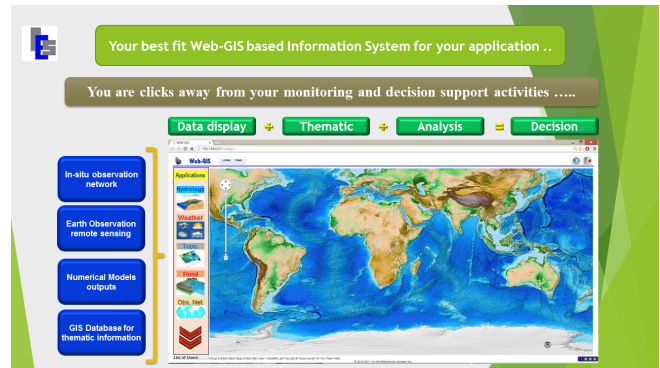 Your best fit Web-GIS based Information System for your application ..
You are clicks away from your monitoring and decision support activities …..
Data display + Thematic + Analysis = Decision
In-situ observation
network
Earth Observation
remote sensing
Numerical Models
outputs
GIS Database for
thematic information
Web-GIS
Applications
Hydrology
Weather
Topo.
Flood
Obs. Net.
List of Users